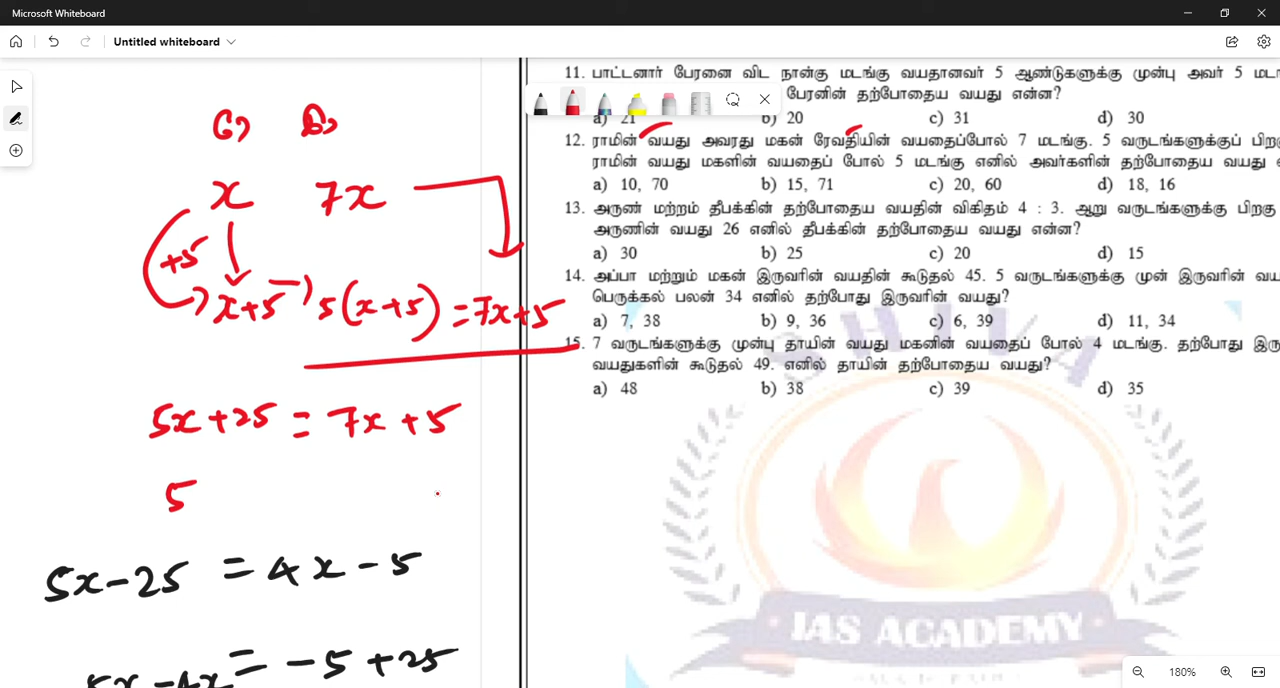 Microsoft Whiteboard
Untitled whiteboard
ரே ரா
x 7x
+5
x+5 → 5(x+5) = 7x+5
5x+25 = 7x+5
5
5x-25 = 4x-5
5x-4x = -5+25
11. பாட்டனார் பேரனை விட நான்கு மடங்கு வயதானவர் 5 ஆண்டுகளுக்கு முன்பு அவர் 5
பேரனின் தற்போதைய வயது என்ன?
a) 21 b) 20 c) 31 d) 30
12. ராமின் வயது அவரது மகன் ரேவதியின் வயதைப்போல் 7 மடங்கு. 5 வருடங்களுக்குப்
ராமின் வயது மகளின் வயதைப் போல் 5 மடங்கு எனில் அவர்களின் தற்போதைய வயது
a) 10, 70 b) 15, 71 c) 20, 60 d) 18, 16
13. அருண் மற்றம் தீபக்கின் தற்போதைய வயதின் விகிதம் 4 : 3. ஆறு வருடங்களுக்கு பிறகு
அருணின் வயது 26 எனில் தீபக்கின் தற்போதைய வயது என்ன?
a) 30 b) 25 c) 20 d) 15
14. அப்பா மற்றும் மகன் இருவரின் வயதின் கூடுதல் 45. 5 வருடங்களுக்கு முன் இருவரின்
பெருக்கல் பலன் 34 எனில் தற்போது இருவரின் வயது?
a) 7, 38 b) 9, 36 c) 6, 39 d) 11, 34
15. 7 வருடங்களுக்கு முன்பு தாயின் வயது மகனின் வயதைப் போல் 4 மடங்கு. தற்போது
வயதுகளின் கூடுதல் 49. எனில் தாயின் தற்போதைய வயது?
a) 48 b) 38 c) 39 d) 35
SHIVA
IAS ACADEMY
180%